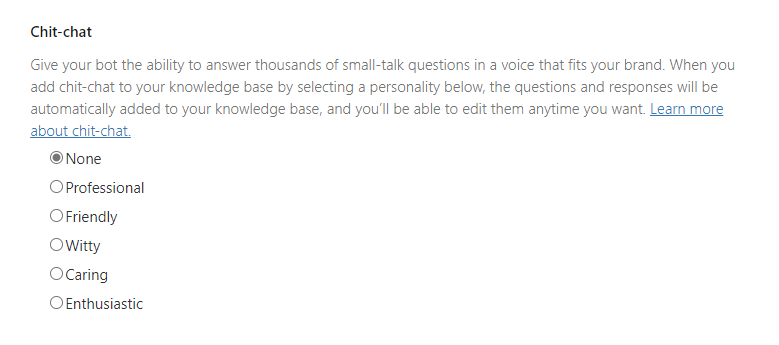 Chit-chat
Give your bot the ability to answer thousands of small-talk questions in a voice that fits your brand. When you
add chit-chat to your knowledge base by selecting a personality below, the questions and responses will be
automatically added to your knowledge base, and you'll be able to edit them anytime you want. Learn more
about chit-chat.
None
Professional
Friendly
Witty
Caring
Enthusiastic